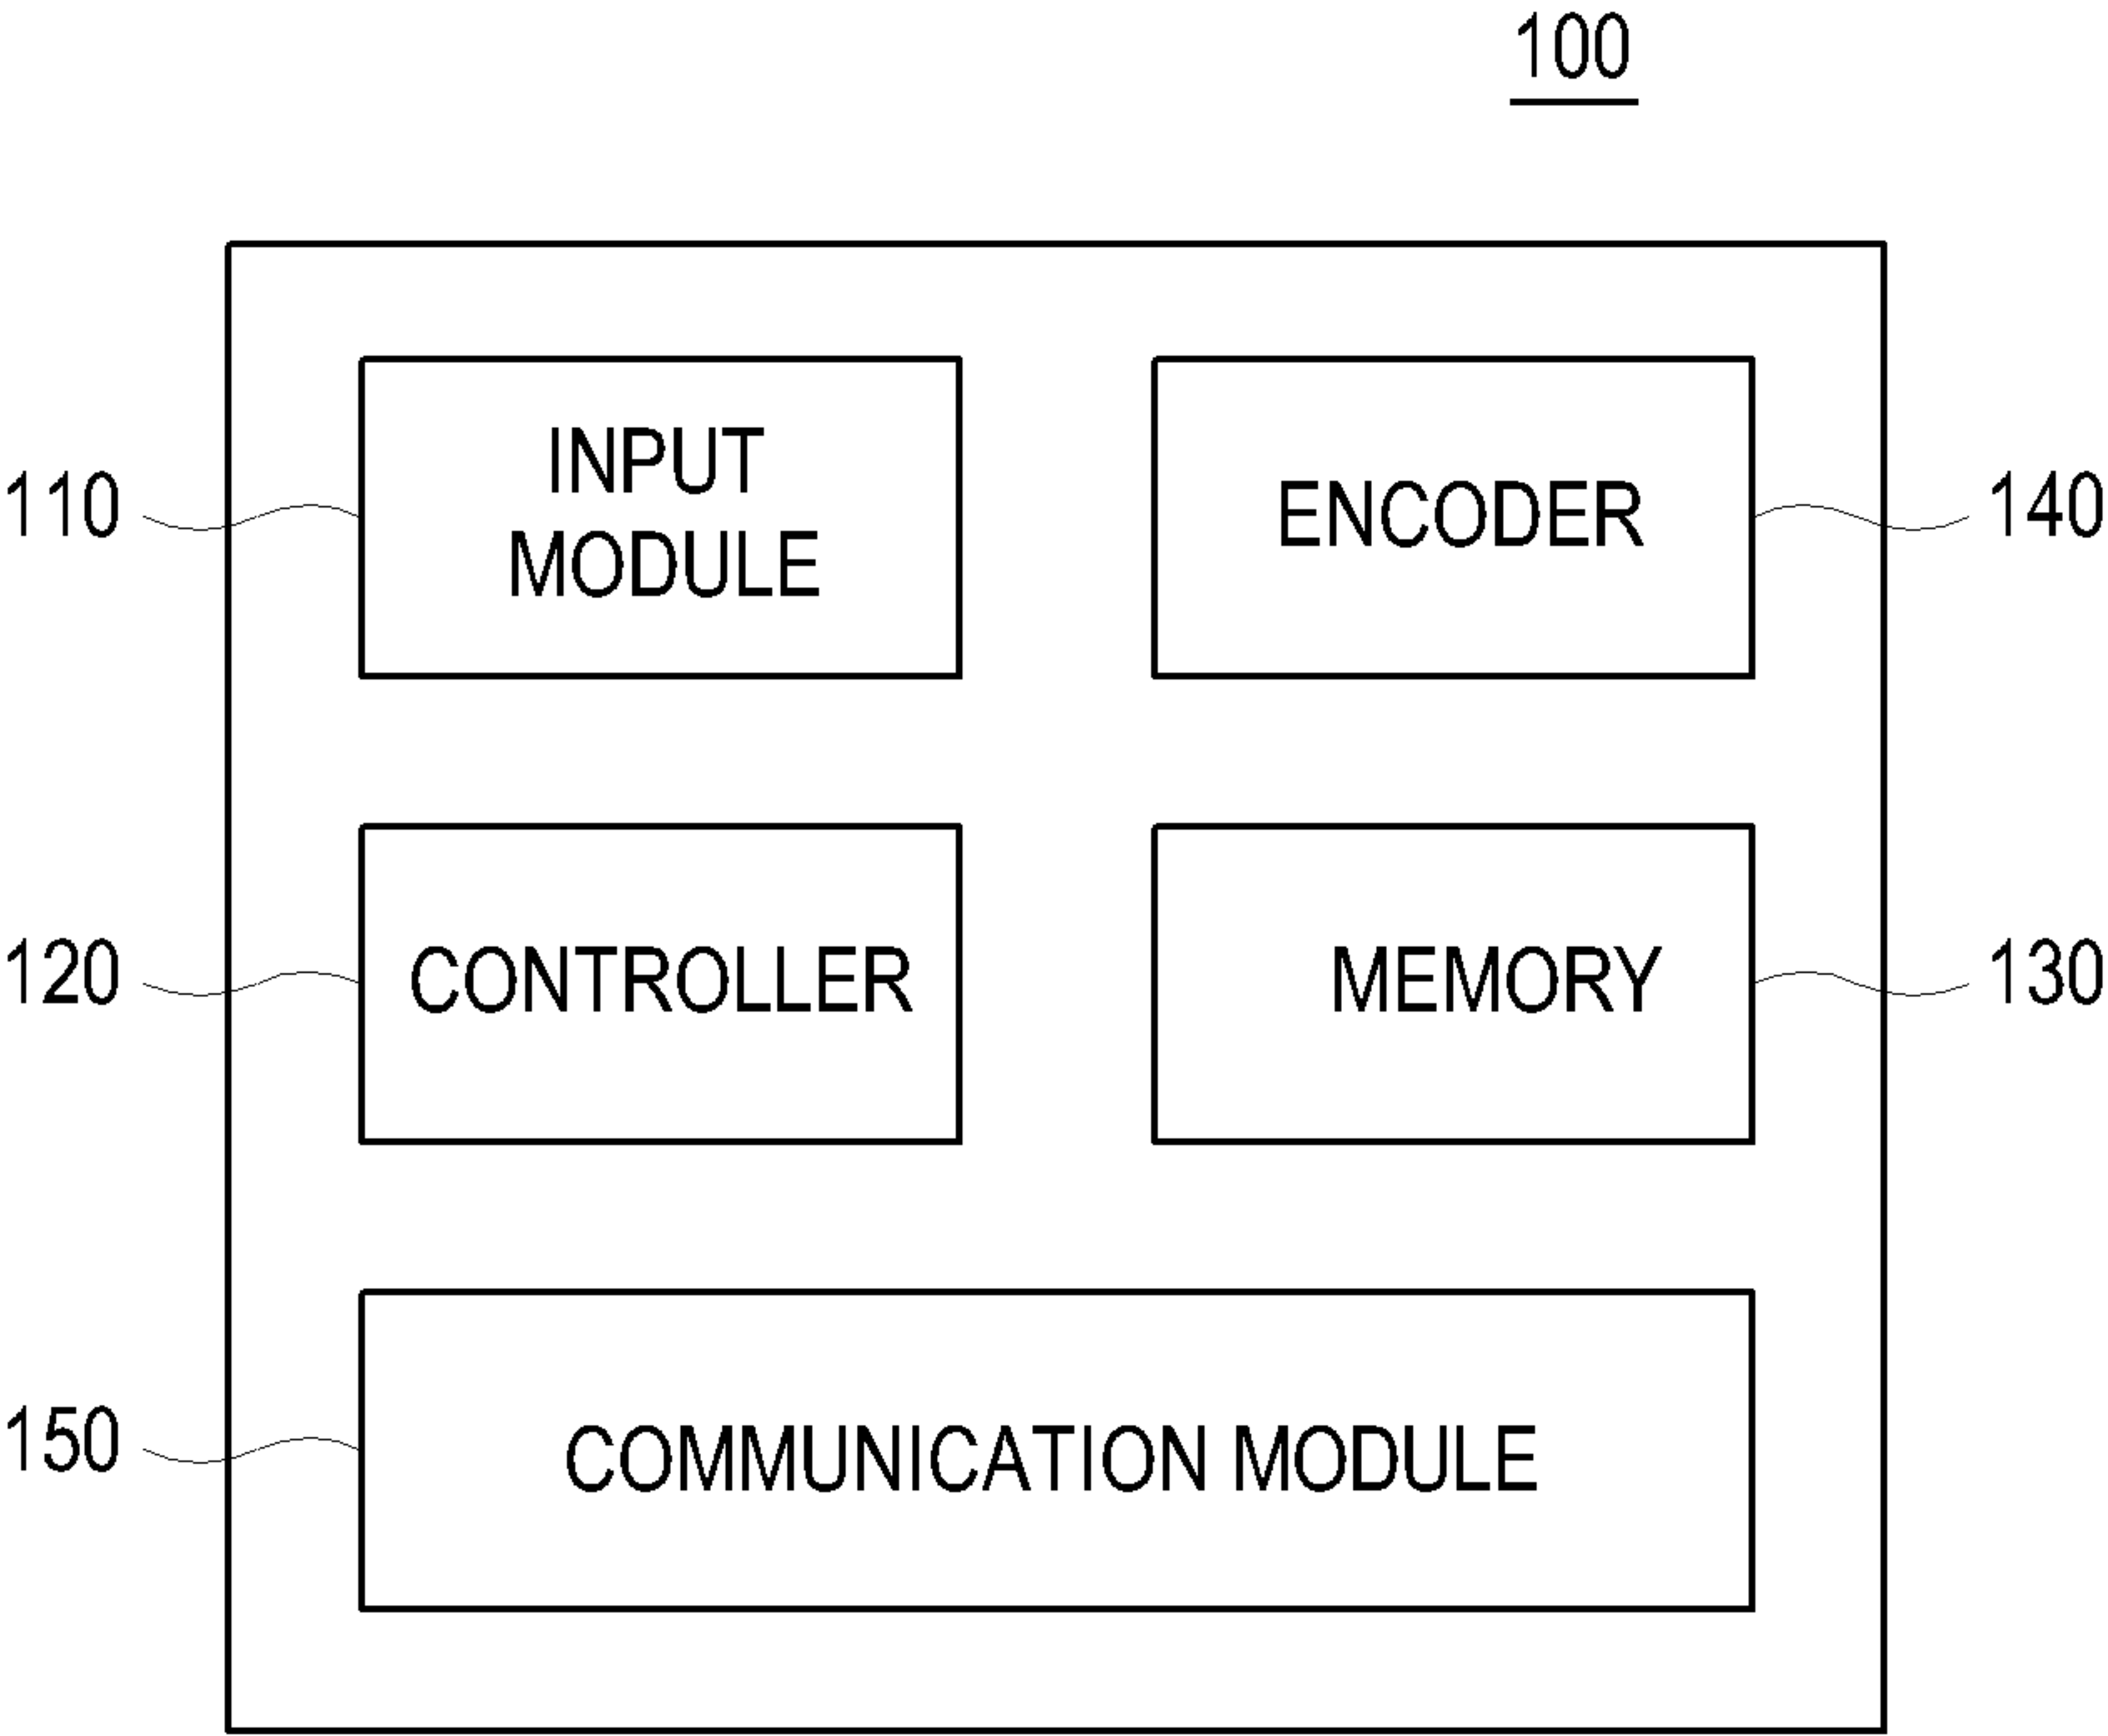 100
110
INPUT
MODULE
ENCODER
140
120
CONTROLLER
MEMORY
130
150
COMMUNICATION MODULE